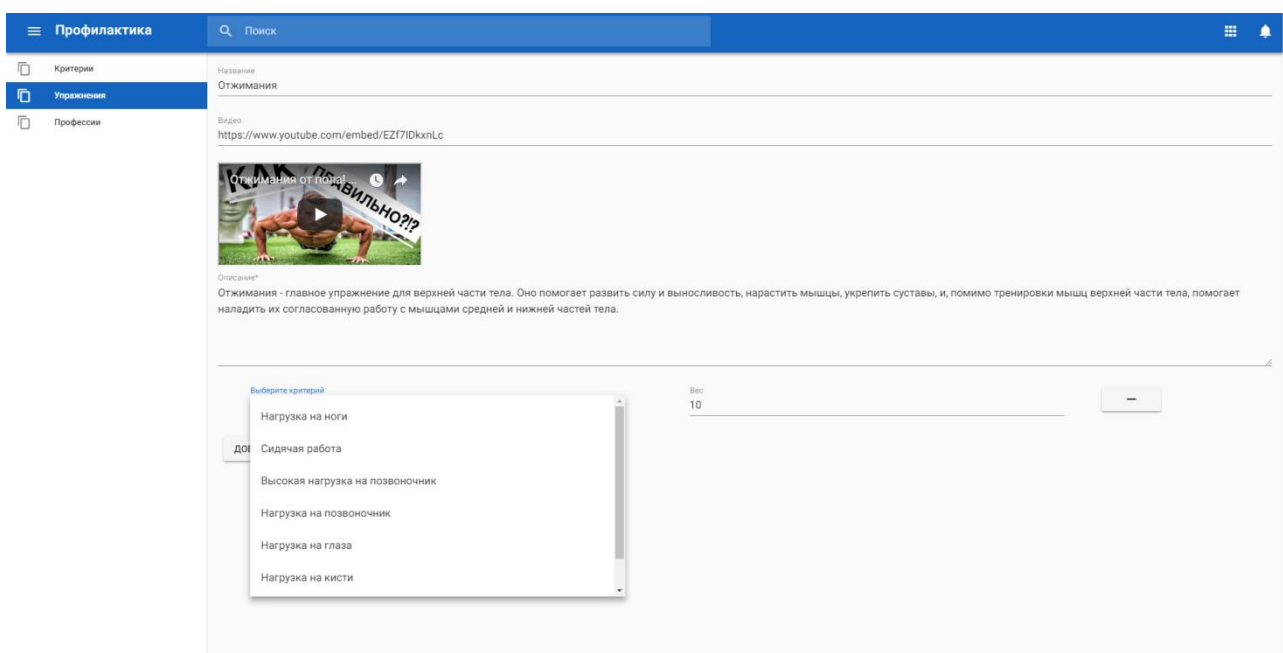 Профилактика
Поиск
Критерии
Упражнения
Профессии
Название
Отжимания
Видео
https://www.youtube.com/embed/EZf7IDkxnLc
Отжимания от пола!
КАК ПРАВИЛЬНО?!?
Описание*
Отжимания - главное упражнение для верхней части тела. Оно помогает развить силу и выносливость, нарастить мышцы, укрепить суставы, и, помимо тренировки мышц верхней части тела, помогает
наладить их согласованную работу с мышцами средней и нижней частей тела.
Выберите критерий
Вес
10
Нагрузка на ноги
Сидячая работа
Высокая нагрузка на позвоночник
Нагрузка на позвоночник
Нагрузка на глаза
Нагрузка на кисти